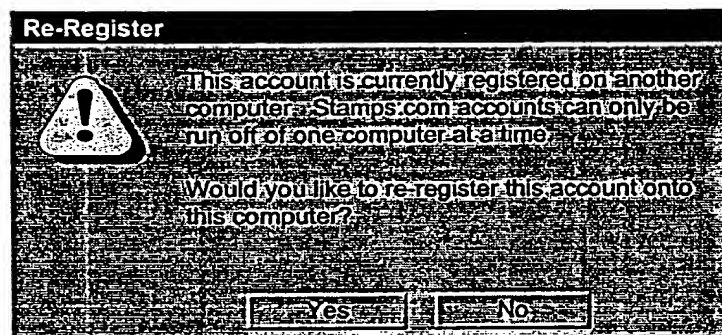 Re-Register
This account is currently registered on another
computer. Stamps.com accounts can only be
run off of one computer at a time.
Would you like to re-register this account onto
this computer?
Yes
No